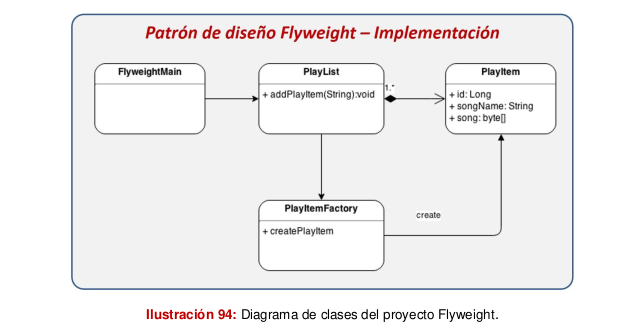 Patrón de diseño Flyweight – Implementación
FlyweightMain
PlayList
+ addPlayItem(String):void
1.*
PlayItem
+ id: Long
+ songName: String
+ song: byte[]
PlayItemFactory
+ createPlayItem
create
Ilustración 94: Diagrama de clases del proyecto Flyweight.